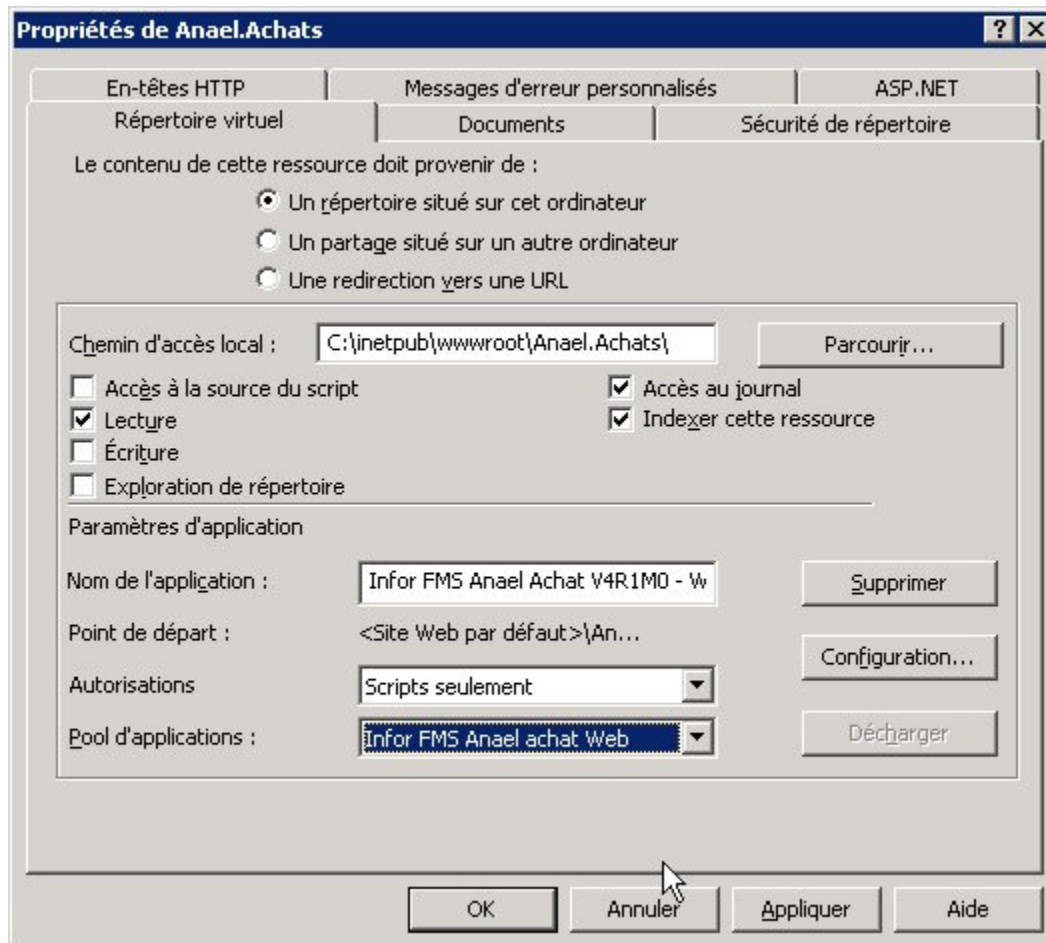 Propriétés de Anael.Achats
En-têtes HTTP Messages d'erreur personnalisés ASP.NET
Répertoire virtuel Documents Sécurité de répertoire
Le contenu de cette ressource doit provenir de :
Un répertoire situé sur cet ordinateur
Un partage situé sur un autre ordinateur
Une redirection vers une URL
Chemin d'accès local : C:\inetpub\wwwroot\Anael.Achats\ Parcourir...
Accès à la source du script Accès au journal
Lecture Indexer cette ressource
Écriture
Exploration de répertoire
Paramètres d'application
Nom de l'application : Infor FMS Anael Achat V4R1M0 - W Supprimer
Point de départ : <Site Web par défaut>\An...
Configuration...
Autorisations Scripts seulement
Pool d'applications : Infor FMS Anael achat Web Décharger
OK Annuler Appliquer Aide